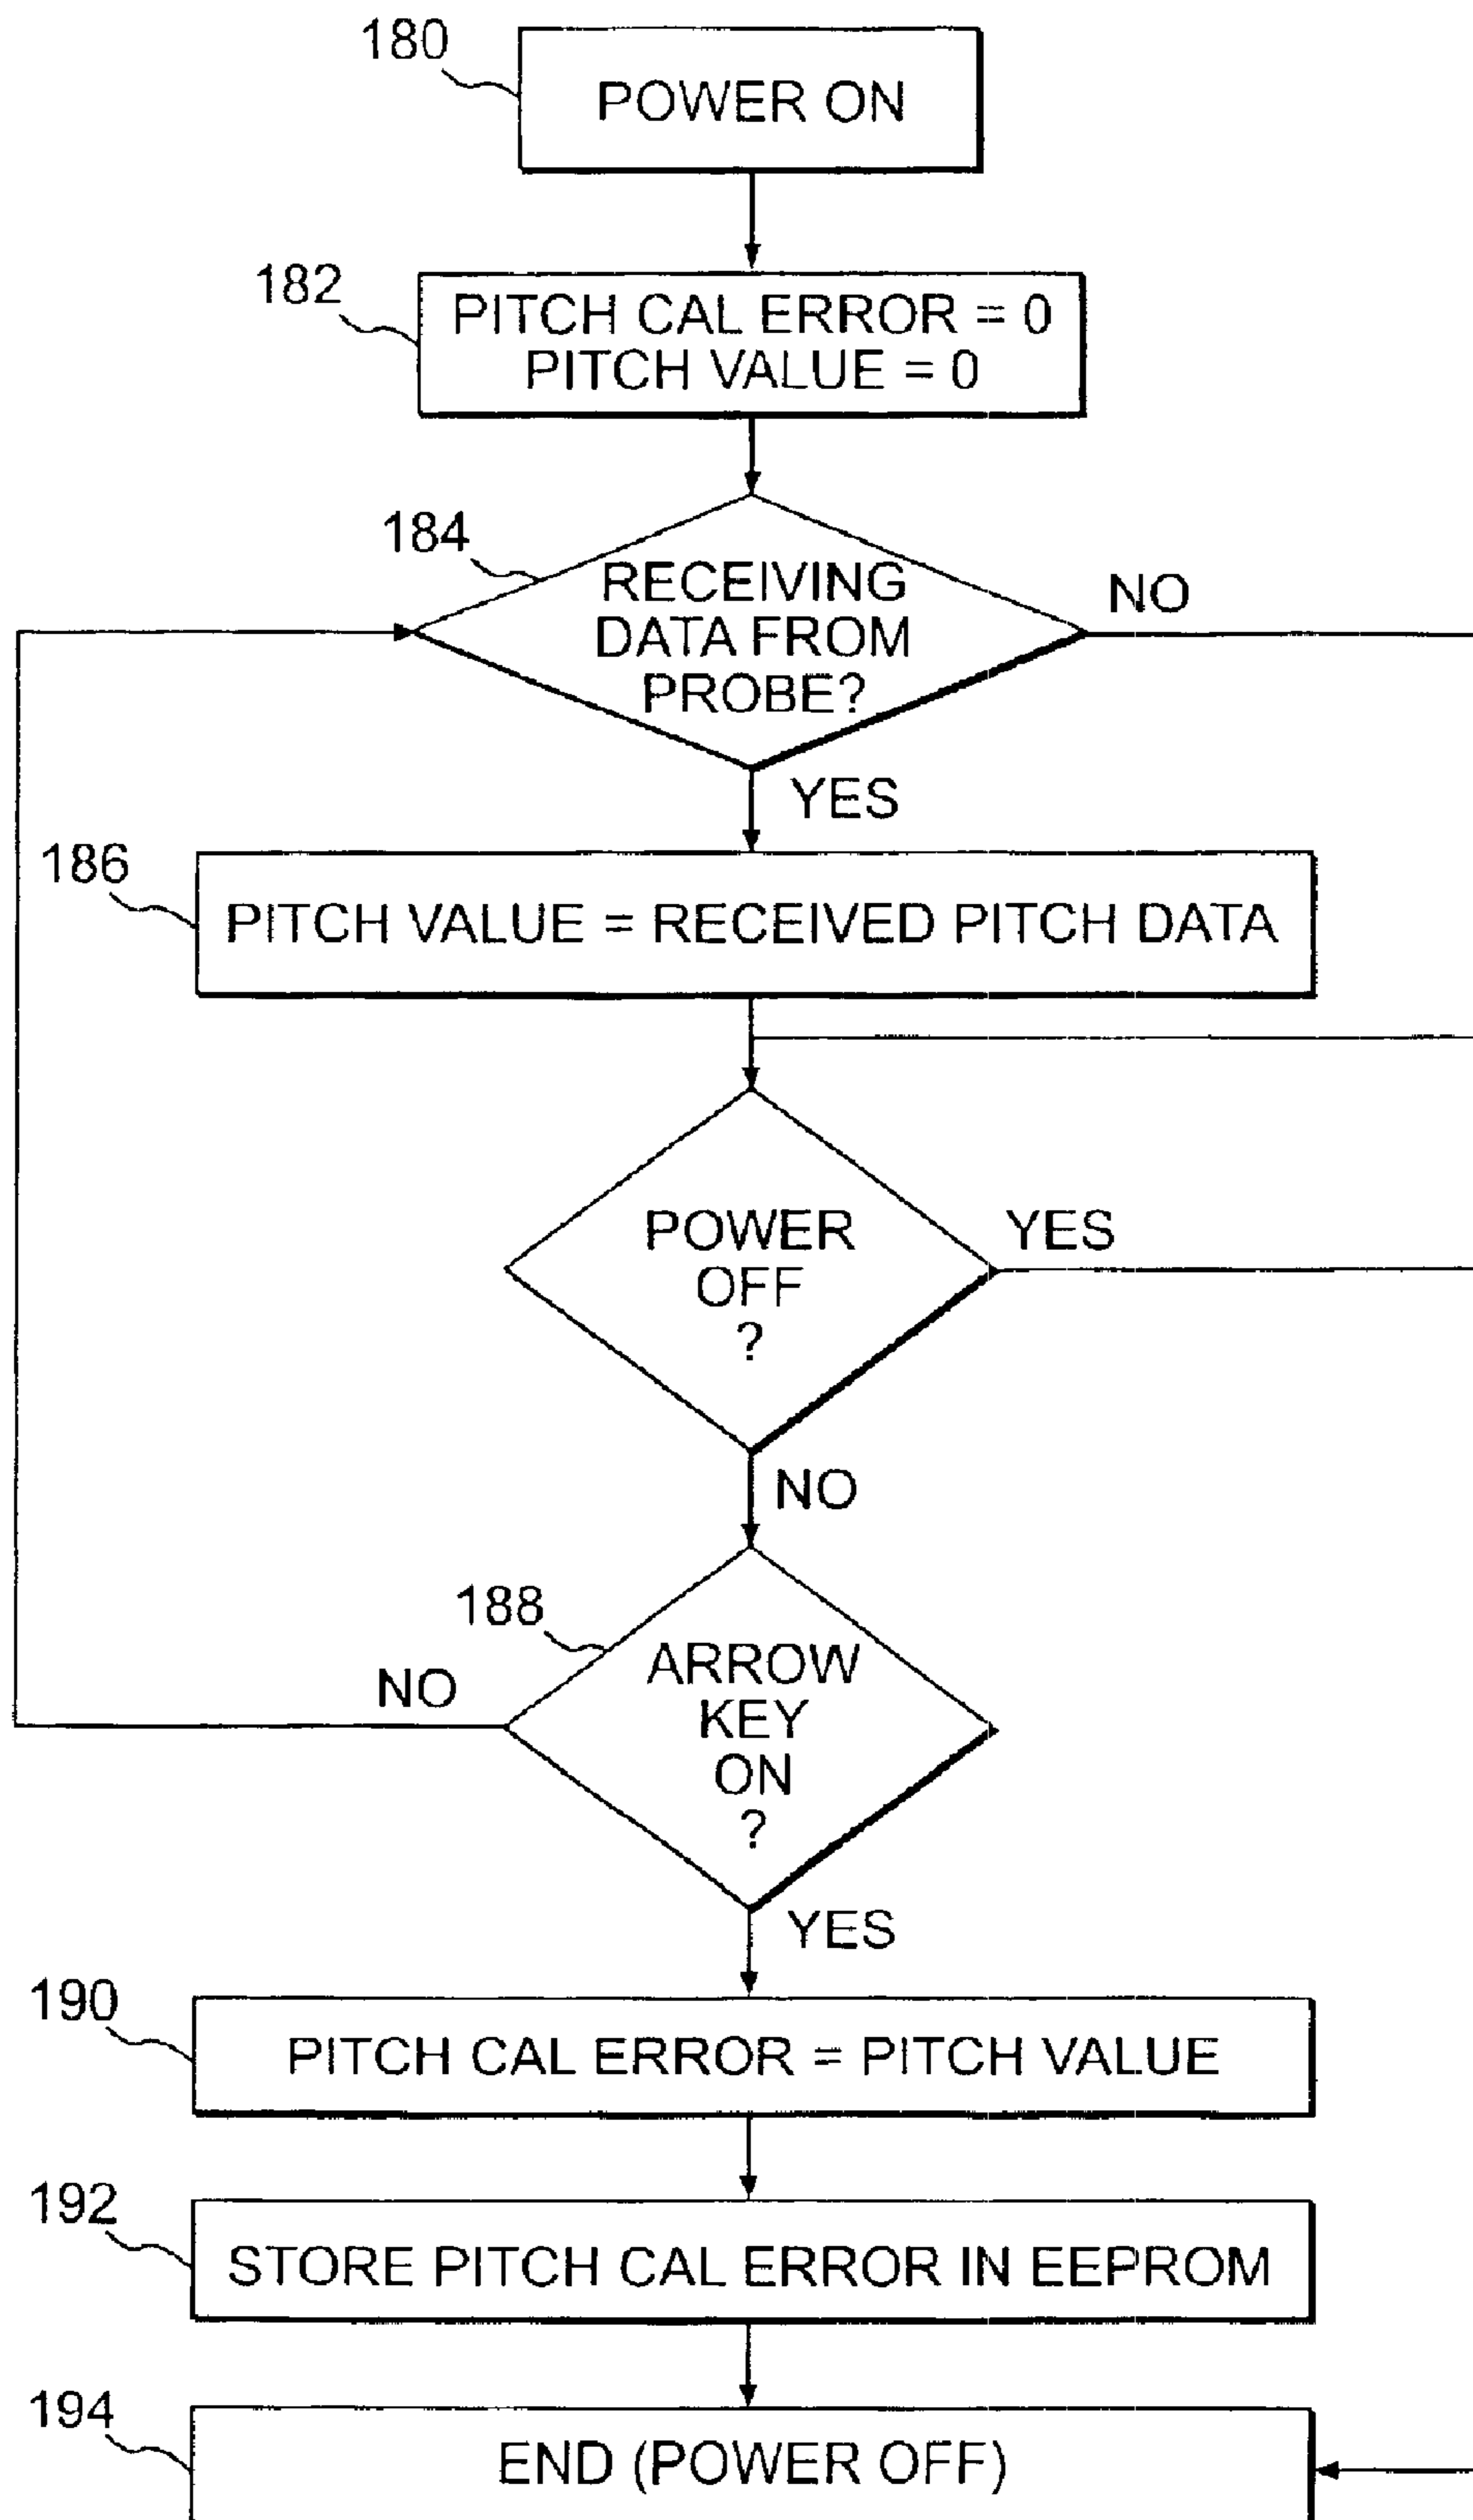 180
POWER ON
182
PITCH CAL ERROR = 0
PITCH VALUE = 0
184
RECEIVING
DATA FROM
PROBE?
NO
YES
186
PITCH VALUE = RECEIVED PITCH DATA
POWER
OFF
?
YES
NO
188
ARROW
KEY
ON
?
NO
YES
190
PITCH CAL ERROR = PITCH VALUE
192
STORE PITCH CAL ERROR IN EEPROM
194
END (POWER OFF)